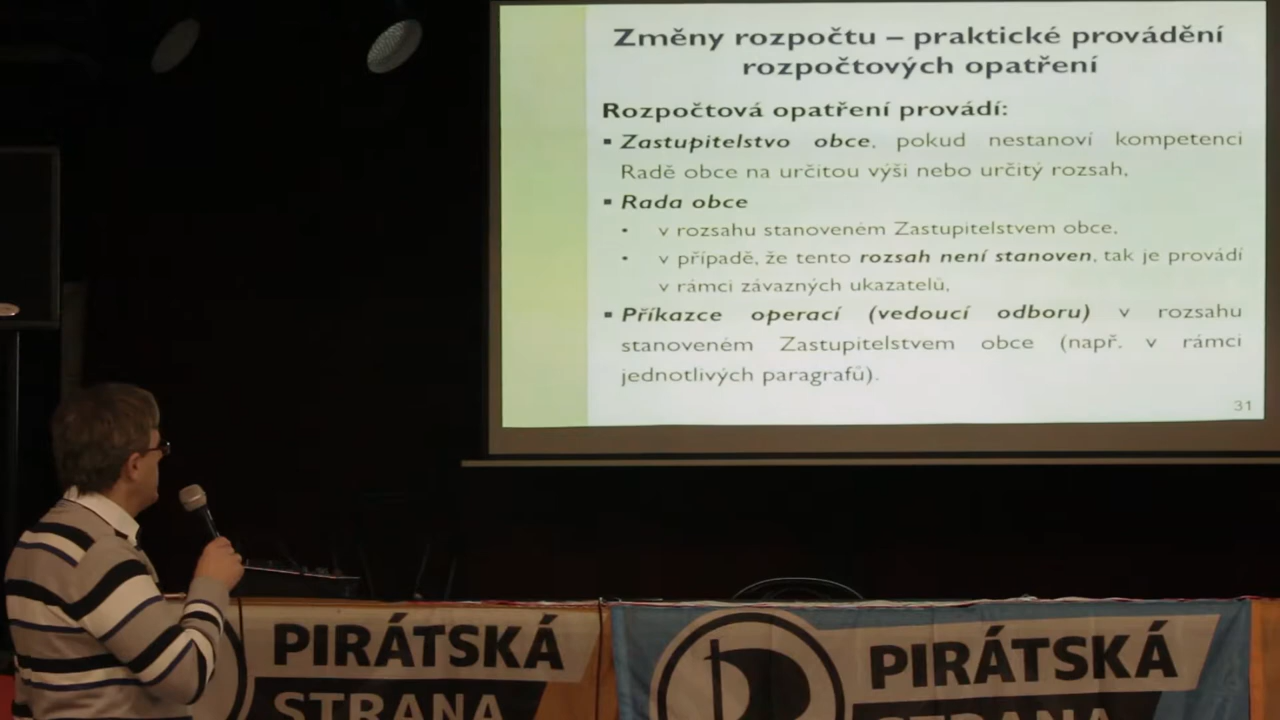 Změny rozpočtu – praktické provádění
rozpočtových opatření
Rozpočtová opatření provádí:
▪ Zastupitelstvo obce, pokud nestanoví kompetenci
Radě obce na určitou výši nebo určitý rozsah,
▪ Rada obce
• v rozsahu stanoveném Zastupitelstvem obce,
• v případě, že tento rozsah není stanoven, tak je provádí
v rámci závazných ukazatelů,
▪ Příkazce operací (vedoucí odboru) v rozsahu
stanoveném Zastupitelstvem obce (např. v rámci
jednotlivých paragrafů).
31
PIRÁTSKÁ
STRANA
PIRÁTSKÁ
STRANA